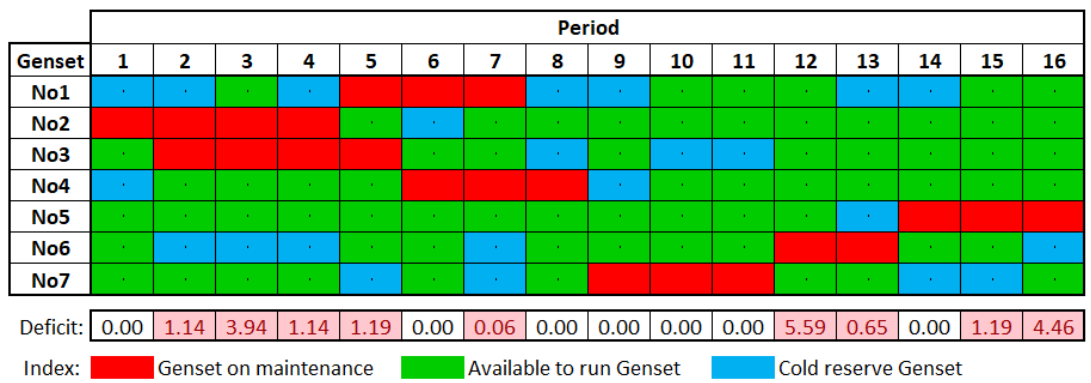 Period
Genset 1 2 3 4 5 6 7 8 9 10 11 12 13 14 15 16
No1
No2
No3
No4
No5
No6
No7
Deficit: 0.00 1.14 3.94 1.14 1.19 0.00 0.06 0.00 0.00 0.00 0.00 5.59 0.65 0.00 1.19 4.46
Index: Genset on maintenance Available to run Genset Cold reserve Genset